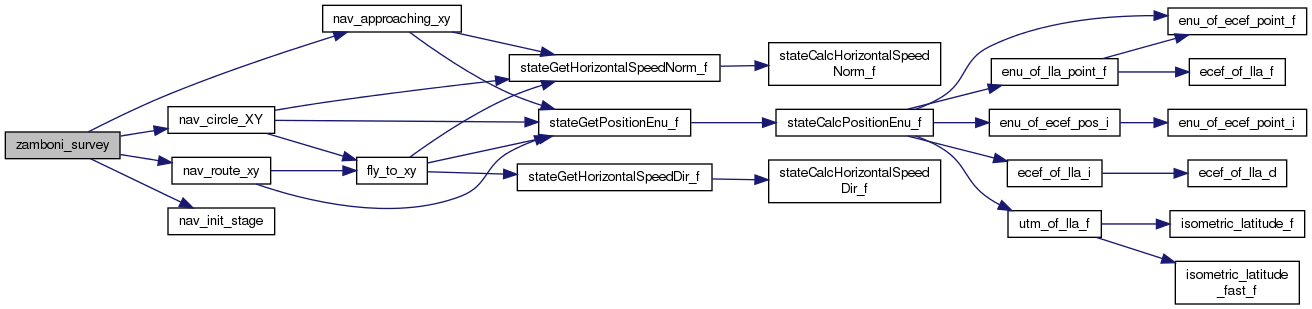 zamboni_survey
nav_approaching_xy
nav_circle_XY
nav_route_xy
nav_init_stage
fly_to_xy
stateGetHorizontalSpeedNorm_f
stateGetPositionEnu_f
stateGetHorizontalSpeedDir_f
stateCalcHorizontalSpeed
Norm_f
stateCalcPositionEnu_f
stateCalcHorizontalSpeed
Dir_f
enu_of_lla_point_f
enu_of_ecef_pos_i
ecef_of_lla_i
utm_of_lla_f
enu_of_ecef_point_f
ecef_of_lla_f
enu_of_ecef_point_i
ecef_of_lla_d
isometric_latitude_f
isometric_latitude
_fast_f